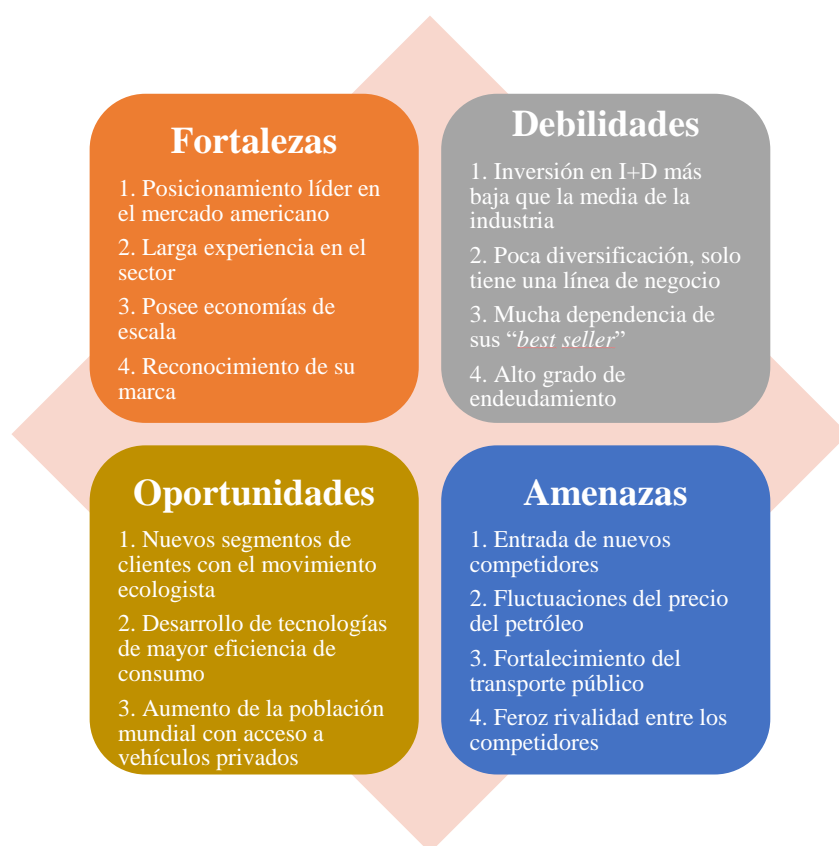 Fortalezas
1. Posicionamiento líder en
el mercado americano
2. Larga experiencia en el
sector
3. Posee economías de
escala
4. Reconocimiento de su
marca
Debilidades
1. Inversión en I+D más
baja que la media de la
industria
2. Poca diversificación, solo
tiene una línea de negocio
3. Mucha dependencia de
sus “best seller”
4. Alto grado de
endeudamiento
Oportunidades
1. Nuevos segmentos de
clientes con el movimiento
ecologista
2. Desarrollo de tecnologías
de mayor eficiencia de
consumo
3. Aumento de la población
mundial con acceso a
vehículos privados
Amenazas
1. Entrada de nuevos
competidores
2. Fluctuaciones del precio
del petróleo
3. Fortalecimiento del
transporte público
4. Feroz rivalidad entre los
competidores